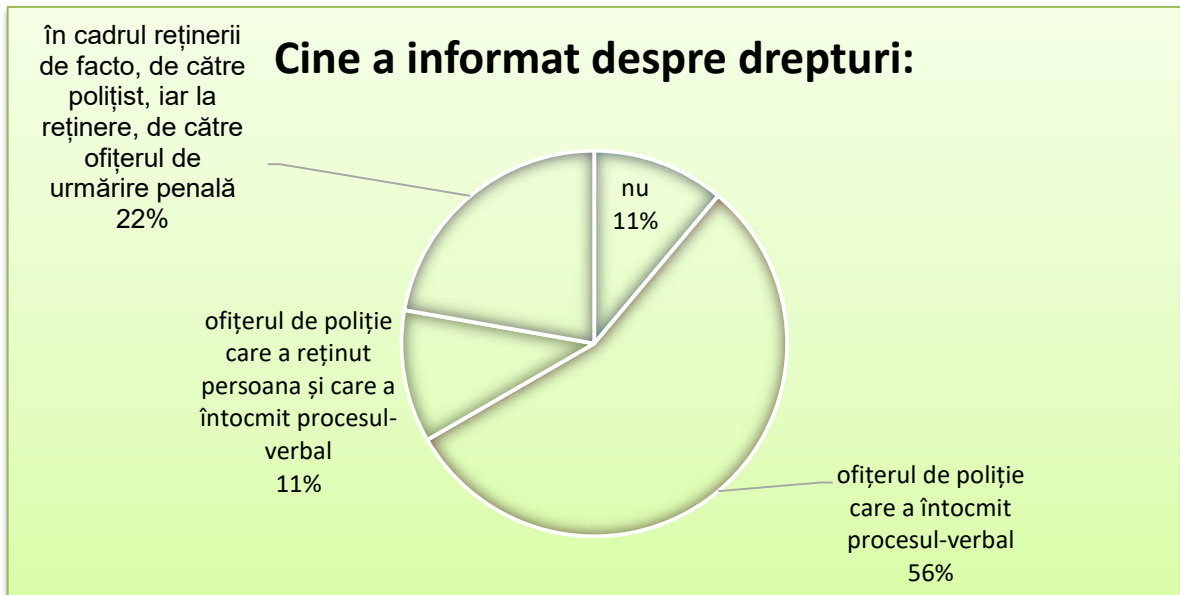 Cine a informat despre drepturi:
în cadrul reținerii
de facto, de către
polițist, iar la
reținere, de către
ofițerul de
urmărire penală
22%
nu
11%
ofițerul de poliție
care a reținut
persoana și care a
întocmit procesul-
verbal
11%
ofițerul de poliție
care a întocmit
procesul-verbal
56%